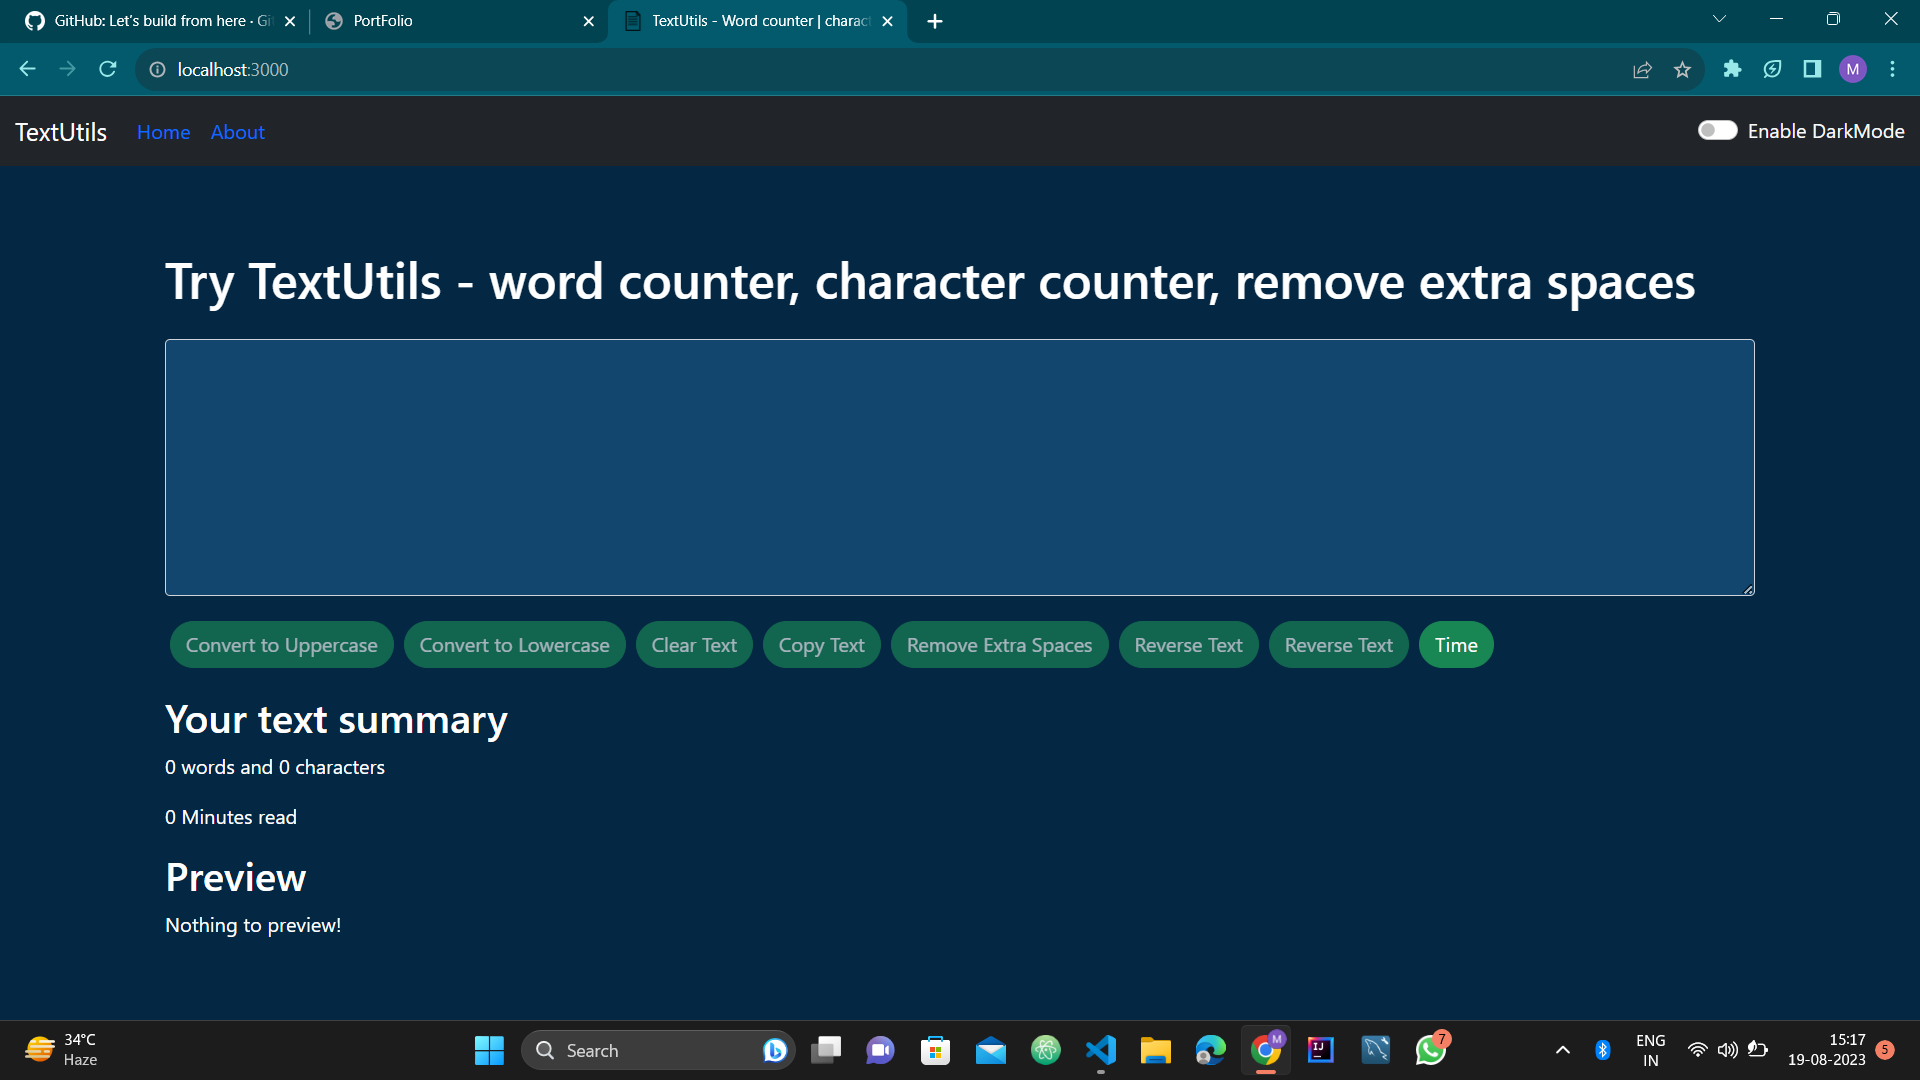 GitHub: Let's build from here · Gi
PortFolio
TextUtils - Word counter | charact
localhost:3000
M
TextUtils
Home
About
Enable DarkMode
Try TextUtils - word counter, character counter, remove extra spaces
Convert to Uppercase
Convert to Lowercase
Clear Text
Copy Text
Remove Extra Spaces
Reverse Text
Reverse Text
Time
Your text summary
0 words and 0 characters
0 Minutes read
Preview
Nothing to preview!
34°C
Haze
Search
M
IJ
7
ENG
IN
15:17
19-08-2023
5